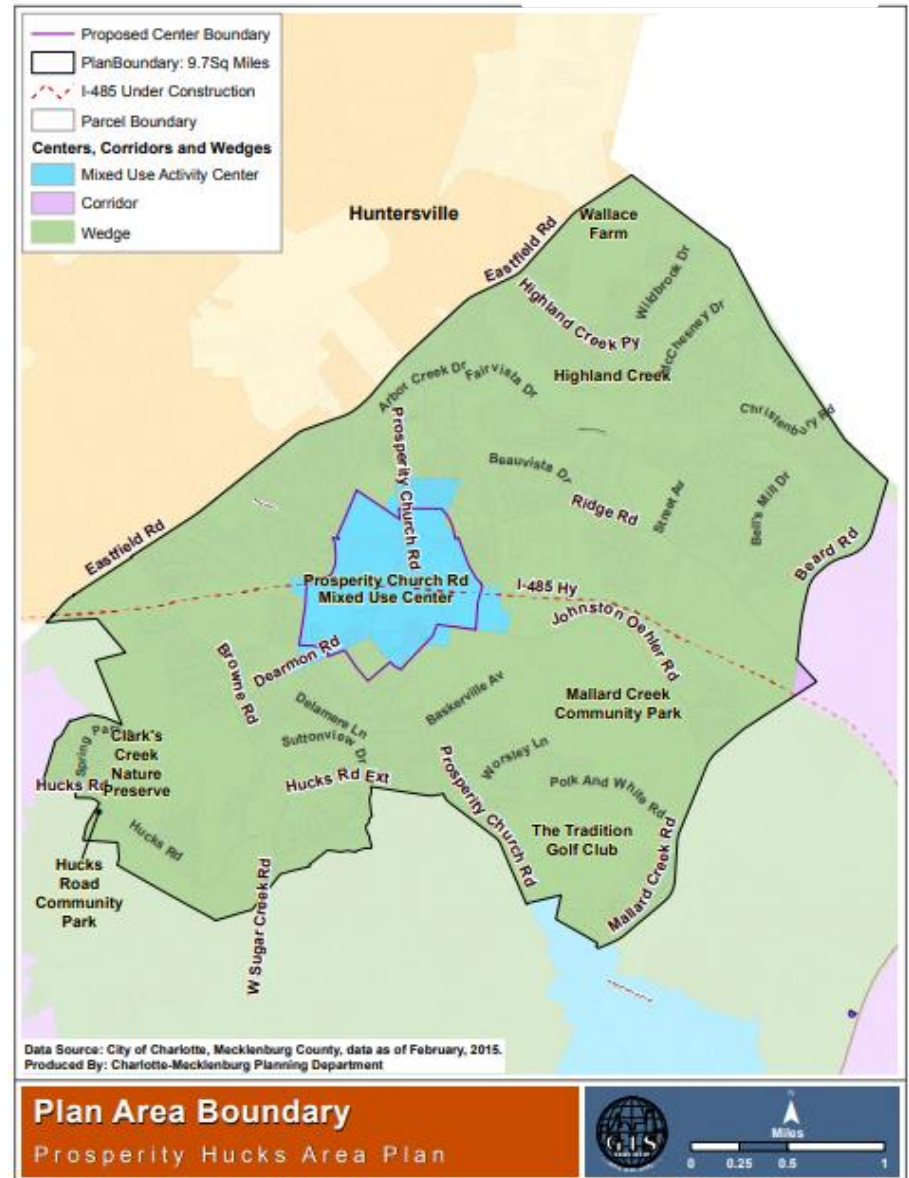 Proposed Center Boundary
PlanBoundary: 9.7Sq Miles
I-485 Under Construction
Parcel Boundary
Centers, Corridors and Wedges
Mixed Use Activity Center
Corridor
Wedge
Huntersville
Wallace
Farm
Eastfield Rd
Wildbrook Dr
Highland Creek Py
McChesney Dr
Highland Creek
Arbor Creek Dr
Fairvista Dr
Christenbury Rd
Prosperity Church Rd
Beauvista Dr
Ridge Rd
Street Av
Bell's Mill Dr
Eastfield Rd
Beard Rd
Prosperity Church Rd
Mixed Use Center
I-485 Hy
Johnston Oehler Rd
Dearmon Rd
Browne Rd
Mallard Creek
Community Park
Baskerville Av
Delamere Ln
Suttonview Dr
Spring
Clark's
Creek
Nature
Preserve
Hucks Rd
Hucks Rd Ext
Prosperity Church Rd
Worsley Ln
Polk And White Rd
Hucks Rd
The Tradition
Golf Club
Mallard Creek Rd
Hucks
Road
Community
Park
W Sugar Creek Rd
Data Source: City of Charlotte, Mecklenburg County, data as of February, 2015.
Produced By: Charlotte-Mecklenburg Planning Department
Plan Area Boundary
Prosperity Hucks Area Plan
GIS
N
Miles
0 0.25 0.5 1